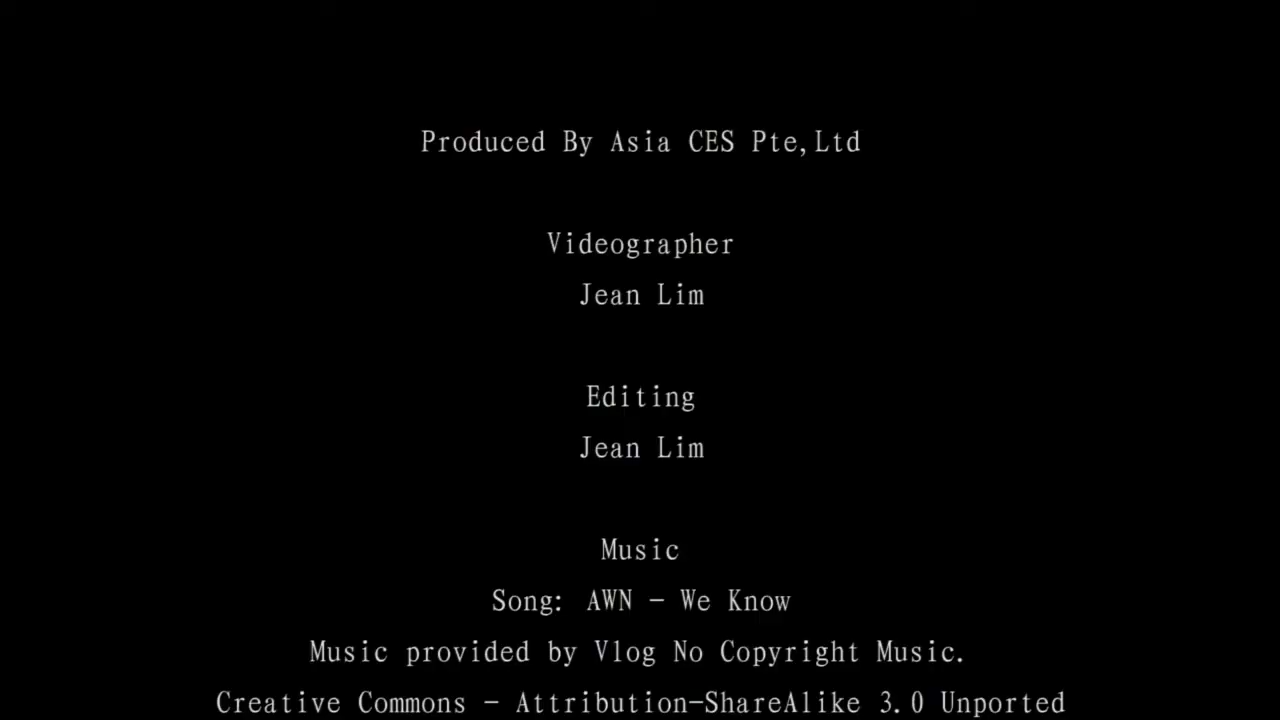 Produced By Asia CES Pte,Ltd
Videographer
Jean Lim
Editing
Jean Lim
Music
Song: AWN - We Know
Music provided by Vlog No Copyright Music.
Creative Commons - Attribution-ShareAlike 3.0 Unported